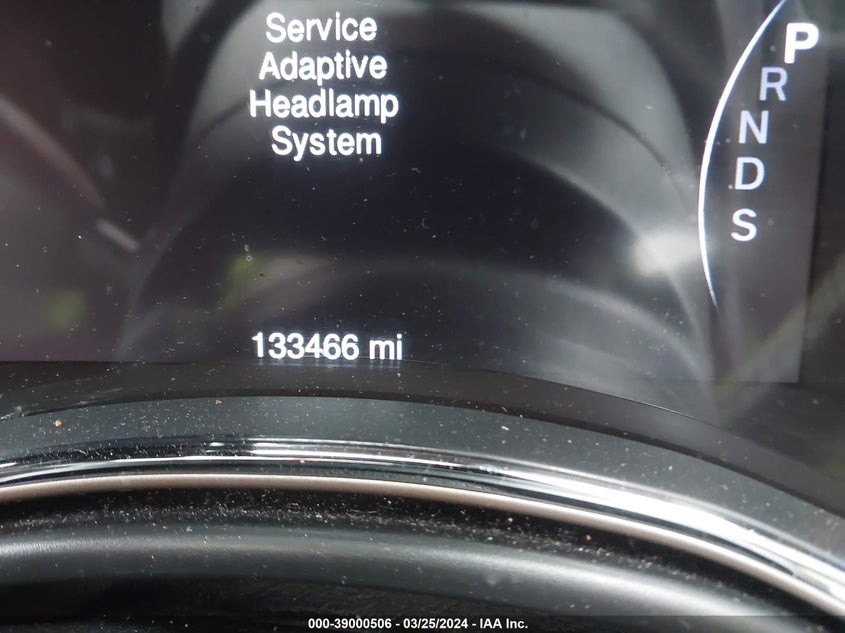 Service
Adaptive
Headlamp
System
P
R
N
D
S
133466 mi
000-39000506 - 03/25/2024 - IAA Inc.